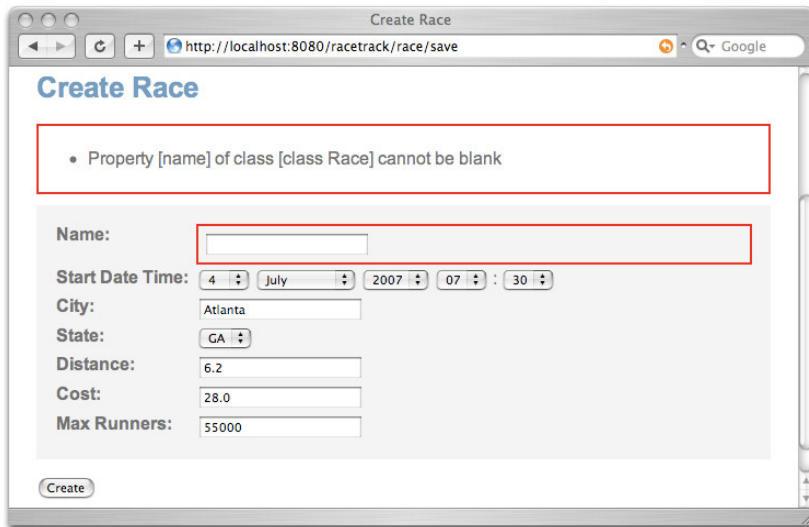 Create Race
http://localhost:8080/racetrack/race/save
Google
Create Race
• Property [name] of class [class Race] cannot be blank
Name:
Start Date Time: 4 July 2007 07 : 30
City: Atlanta
State: GA
Distance: 6.2
Cost: 28.0
Max Runners: 55000
Create